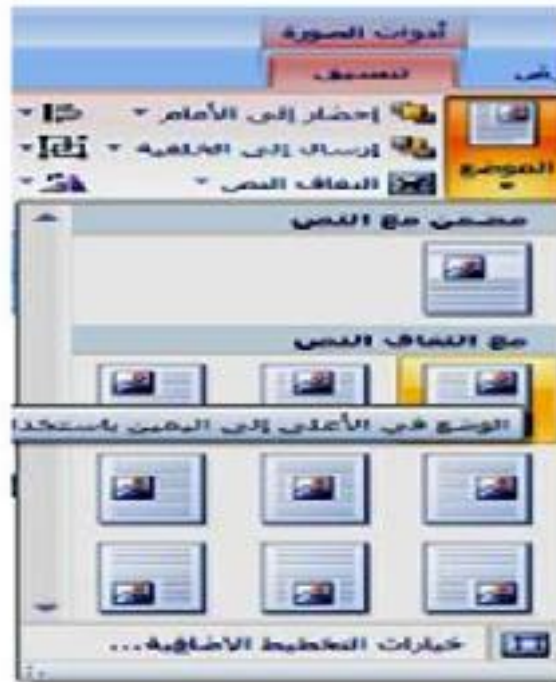 أدوات الصورة
تنسيق
إحضار إلى الأمام
إرسال إلى الخلفية
التفاف النص
الموضع
مضمن مع النص
مع التفاف النص
الوضع في الأعلى إلى اليمين باستخدا
خيارات التخطيط الاضافية...